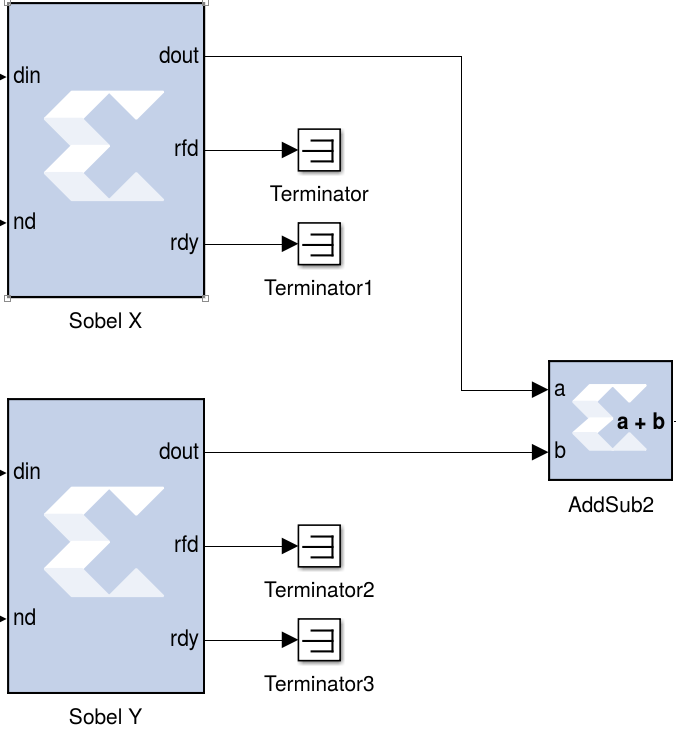 dout
din
rfd
Terminator
nd
rdy
Terminator1
Sobel X
a
a + b
b
AddSub2
dout
din
rfd
Terminator2
nd
rdy
Terminator3
Sobel Y